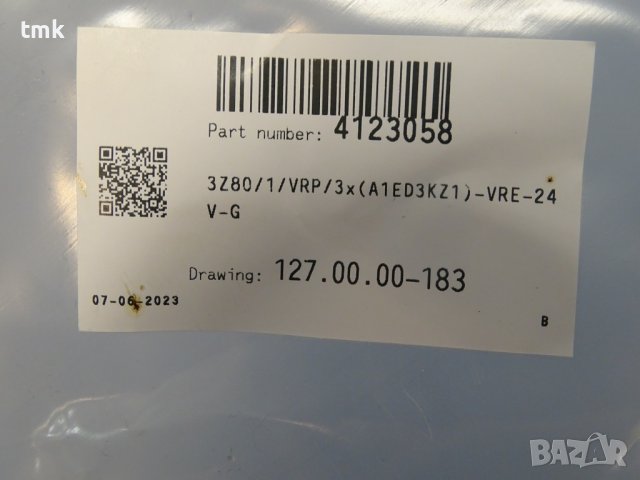 tmk
Part number: 4123058
3Z80/1/VRP/3x(A1ED3KZ1)-VRE-24
V-G
Drawing: 127.00.00-183
07-06-2023
B
BAZAR